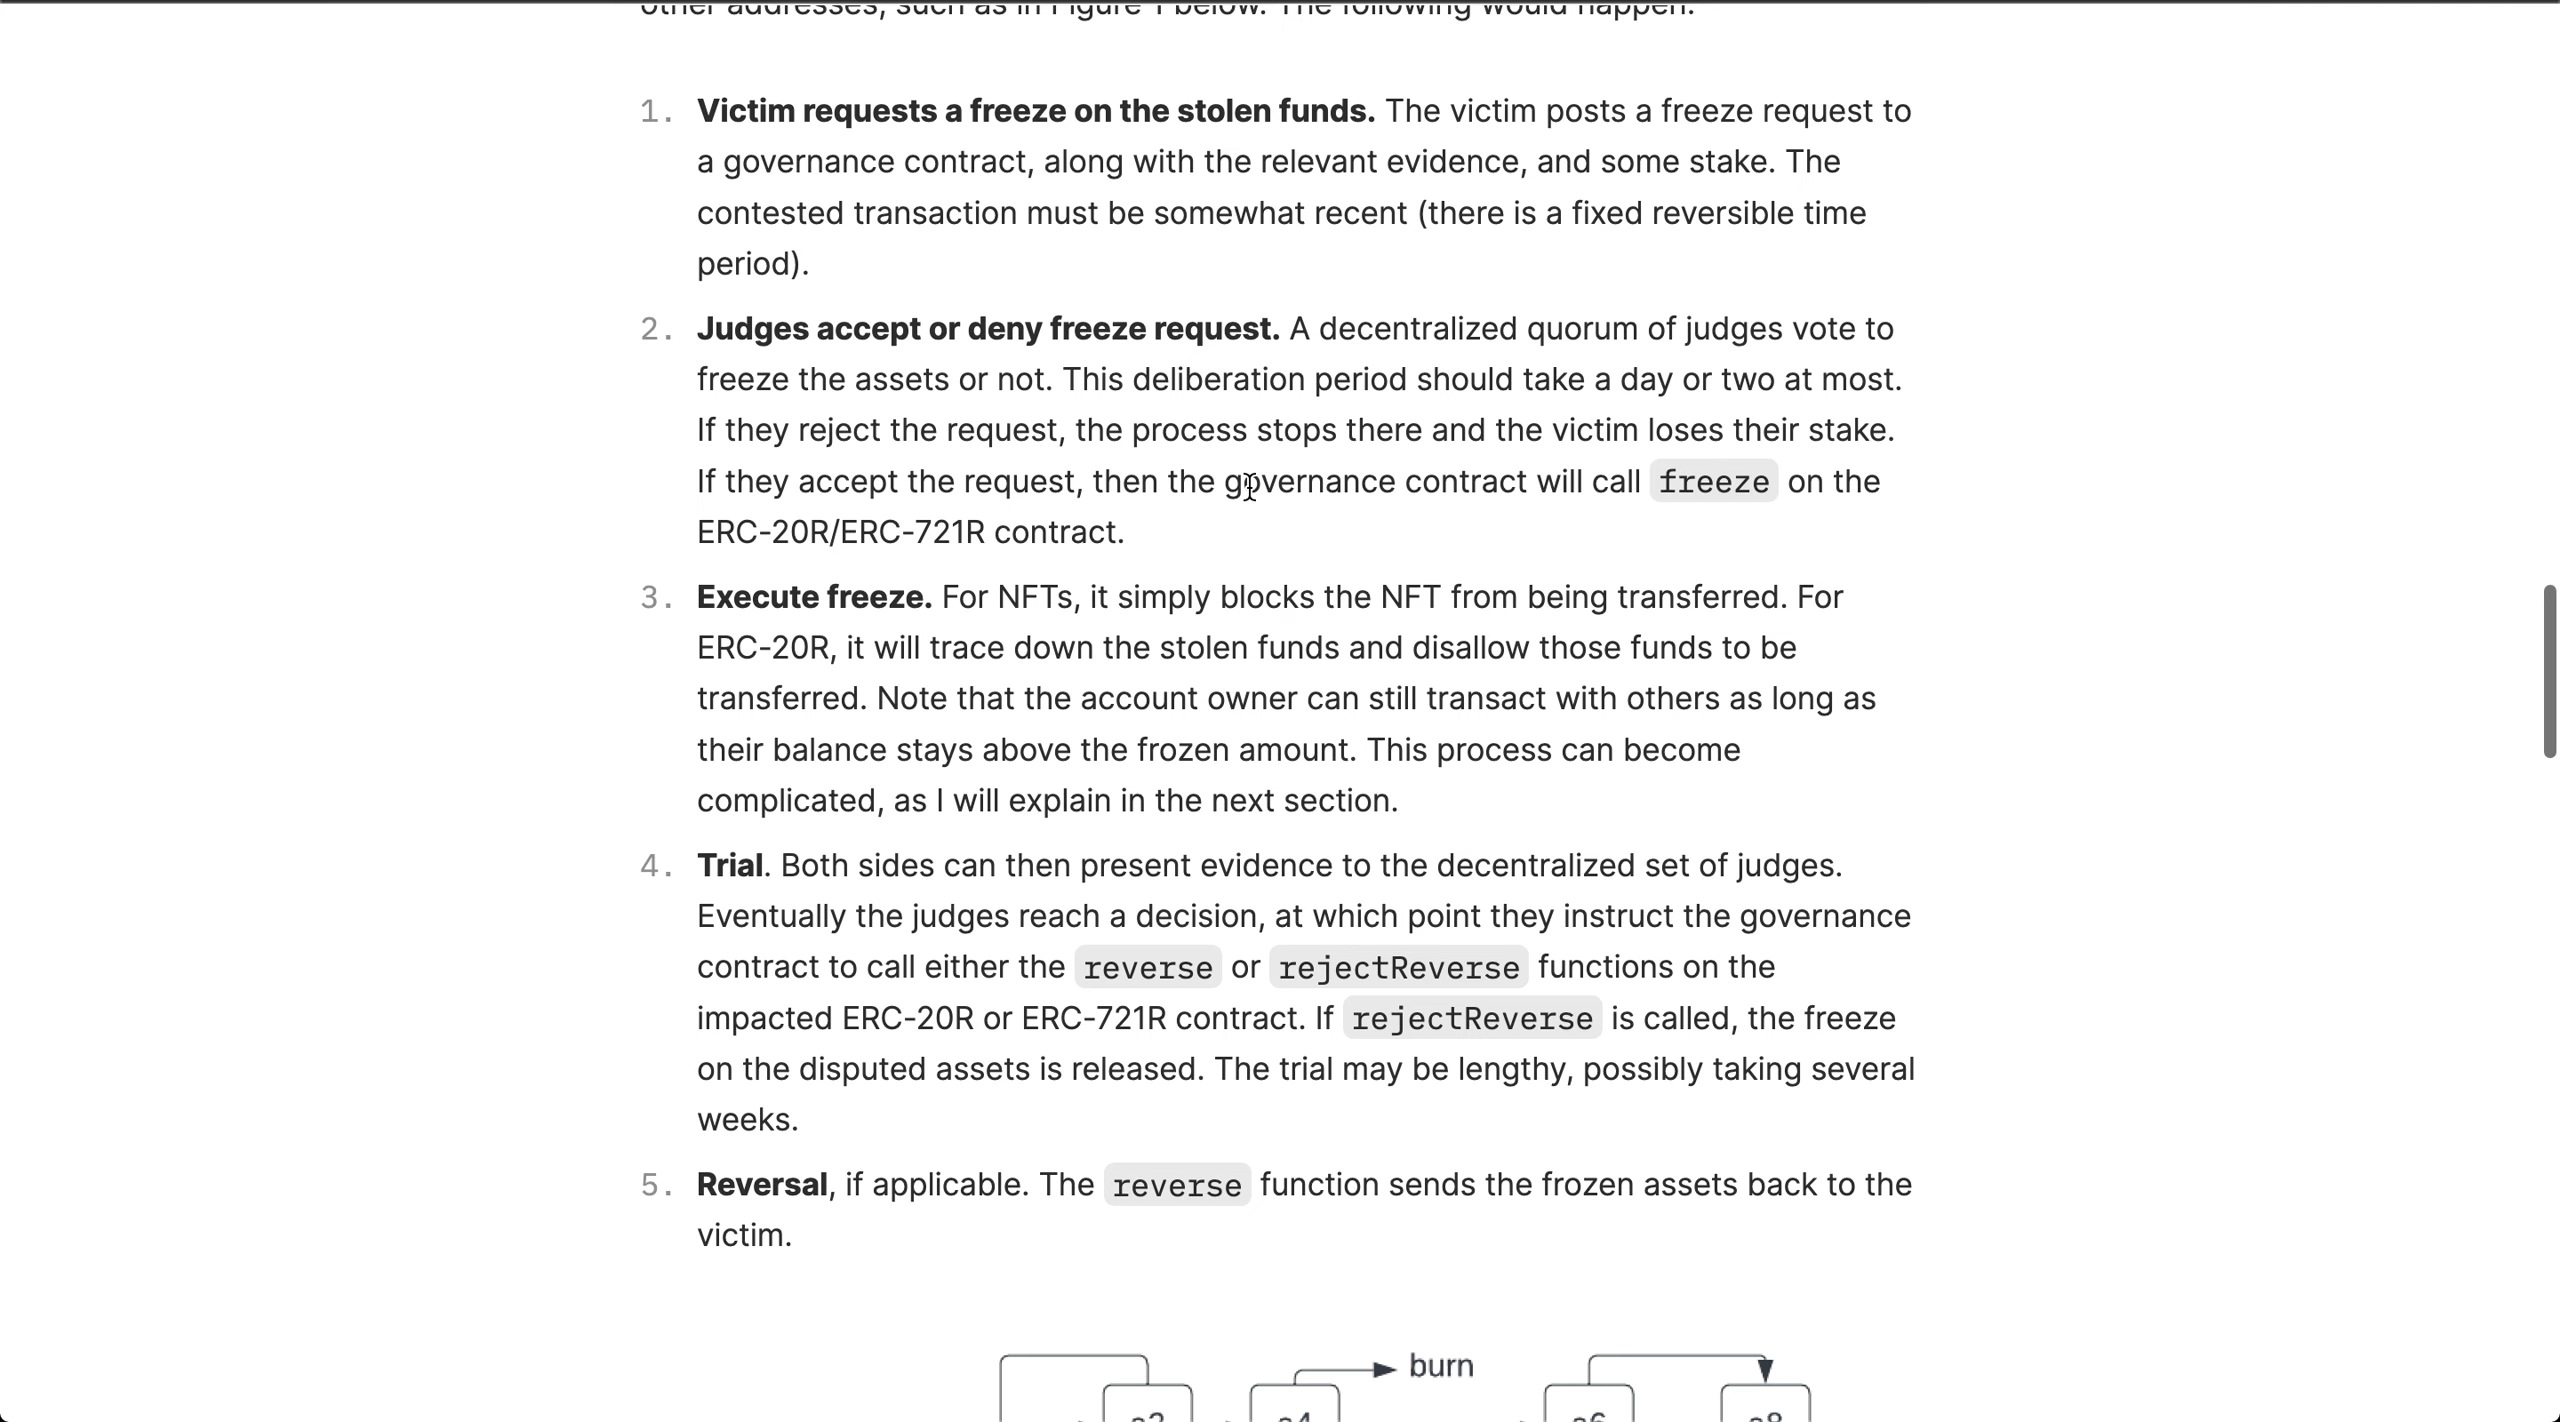 other addresses, such as in Figure 1 below. The following would happen:
1. Victim requests a freeze on the stolen funds. The victim posts a freeze request to
a governance contract, along with the relevant evidence, and some stake. The
contested transaction must be somewhat recent (there is a fixed reversible time
period).
2. Judges accept or deny freeze request. A decentralized quorum of judges vote to
freeze the assets or not. This deliberation period should take a day or two at most.
If they reject the request, the process stops there and the victim loses their stake.
If they accept the request, then the governance contract will call freeze on the
ERC-20R/ERC-721R contract.
3. Execute freeze. For NFTs, it simply blocks the NFT from being transferred. For
ERC-20R, it will trace down the stolen funds and disallow those funds to be
transferred. Note that the account owner can still transact with others as long as
their balance stays above the frozen amount. This process can become
complicated, as I will explain in the next section.
4. Trial. Both sides can then present evidence to the decentralized set of judges.
Eventually the judges reach a decision, at which point they instruct the governance
contract to call either the reverse or rejectReverse functions on the
impacted ERC-20R or ERC-721R contract. If rejectReverse is called, the freeze
on the disputed assets is released. The trial may be lengthy, possibly taking several
weeks.
5. Reversal, if applicable. The reverse function sends the frozen assets back to the
victim.
burn